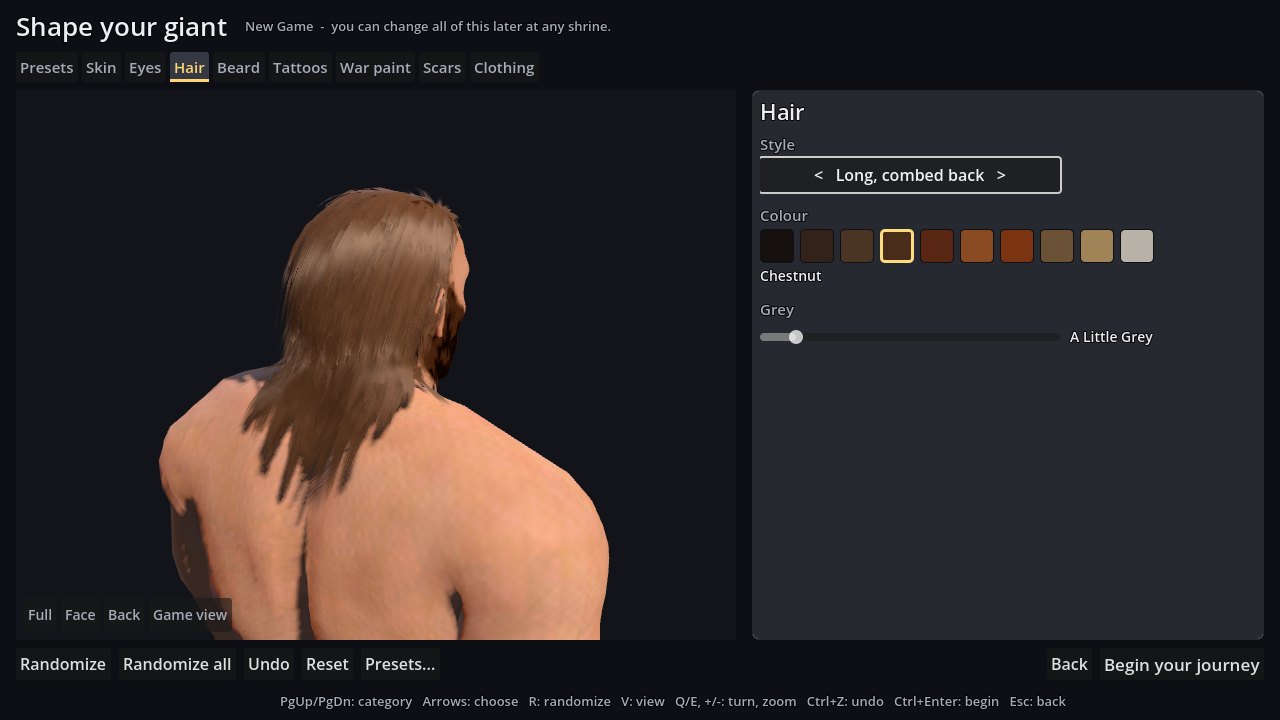 Shape your giant New Game - you can change all of this later at any shrine.
Presets Skin Eyes Hair Beard Tattoos War paint Scars Clothing
Hair
Style
< Long, combed back >
Colour
Chestnut
Grey
A Little Grey
Full Face Back Game view
Randomize Randomize all Undo Reset Presets... Back Begin your journey
PgUp/PgDn: category Arrows: choose R: randomize V: view Q/E, +/-: turn, zoom Ctrl+Z: undo Ctrl+Enter: begin Esc: back